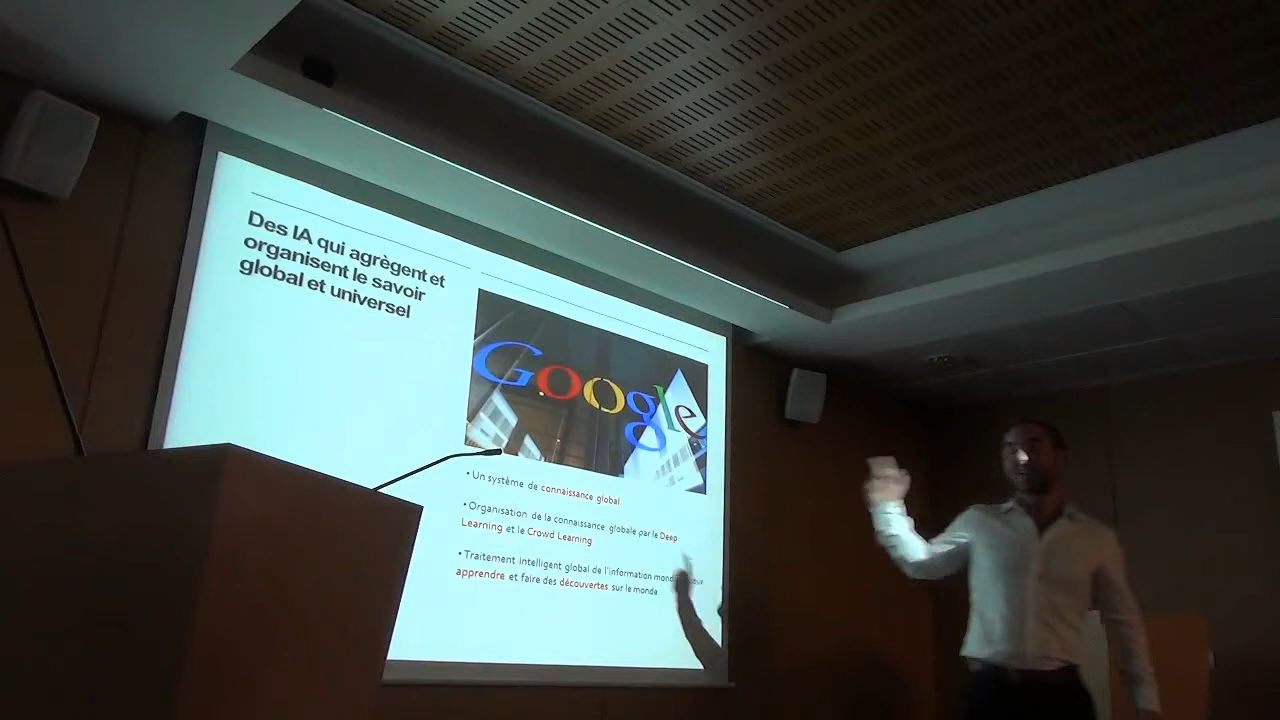 Des IA qui agrègent et
organisent le savoir
global et universel
Google
• Un système de connaissance global
• Organisation de la connaissance globale par le Deep
Learning et le Crowd Learning
• Traitement intelligent global de l'information
apprendre et faire des découvertes sur le monde